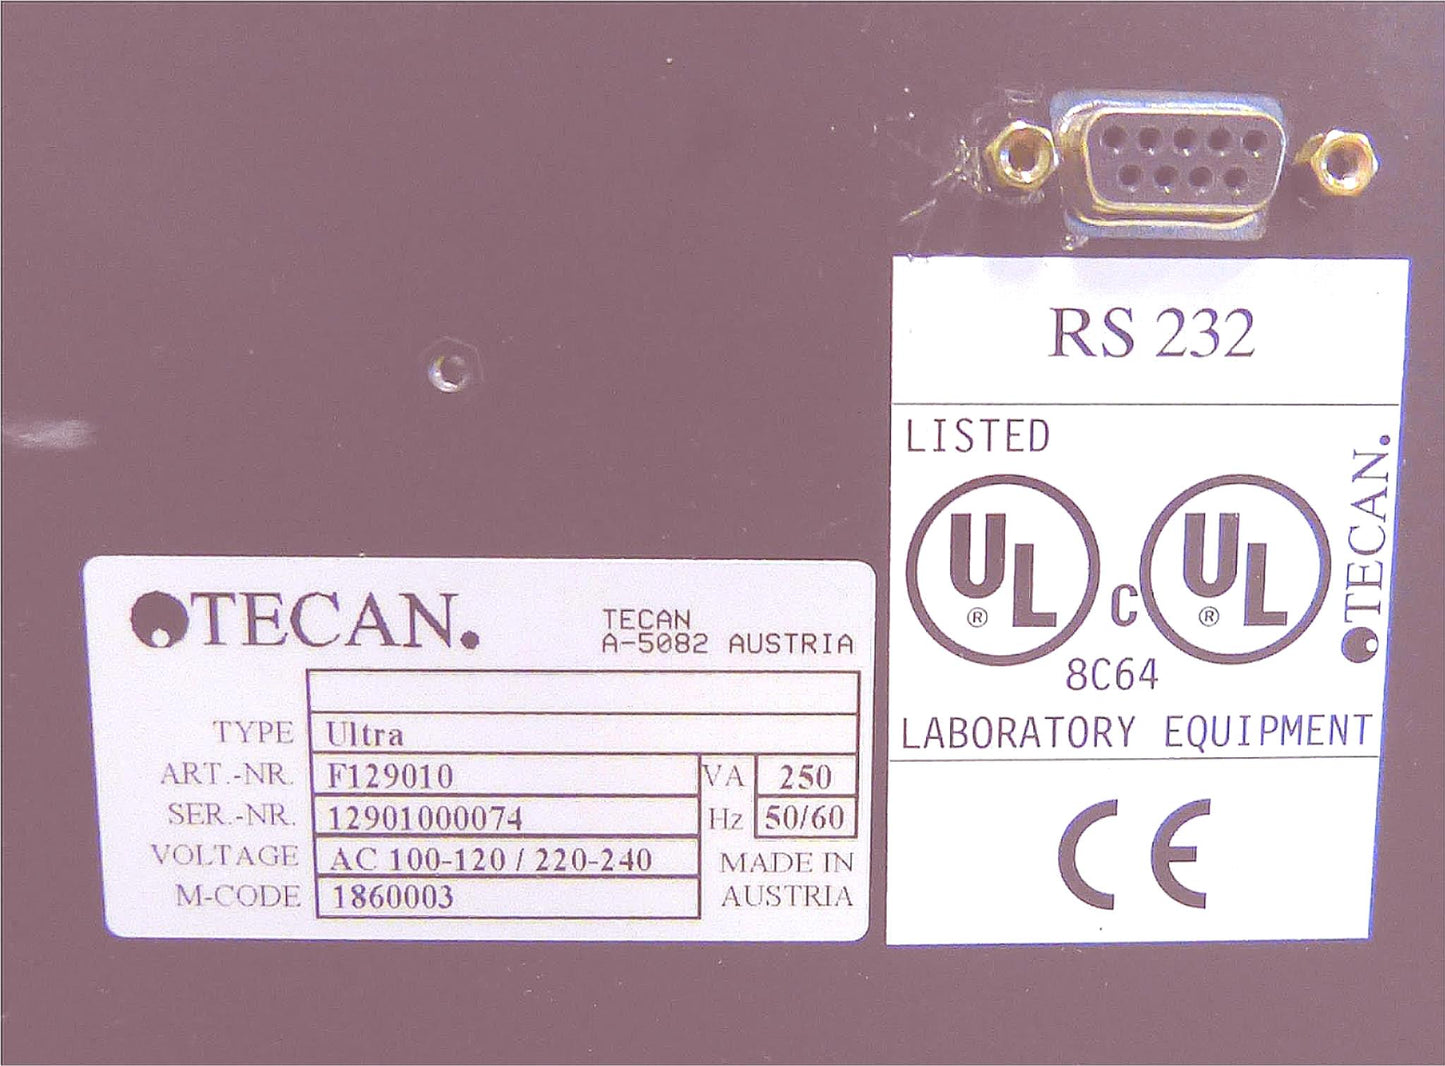 RS 232
LISTED
UL
®
C
UL
®
8C64
LABORATORY EQUIPMENT
TECAN.
CE
TECAN.
TECAN
A-5082 AUSTRIA
TYPE Ultra
ART.-NR. F129010 VA 250
SER.-NR. 12901000074 Hz 50/60
VOLTAGE AC 100-120 / 220-240 MADE IN
M-CODE 1860003 AUSTRIA